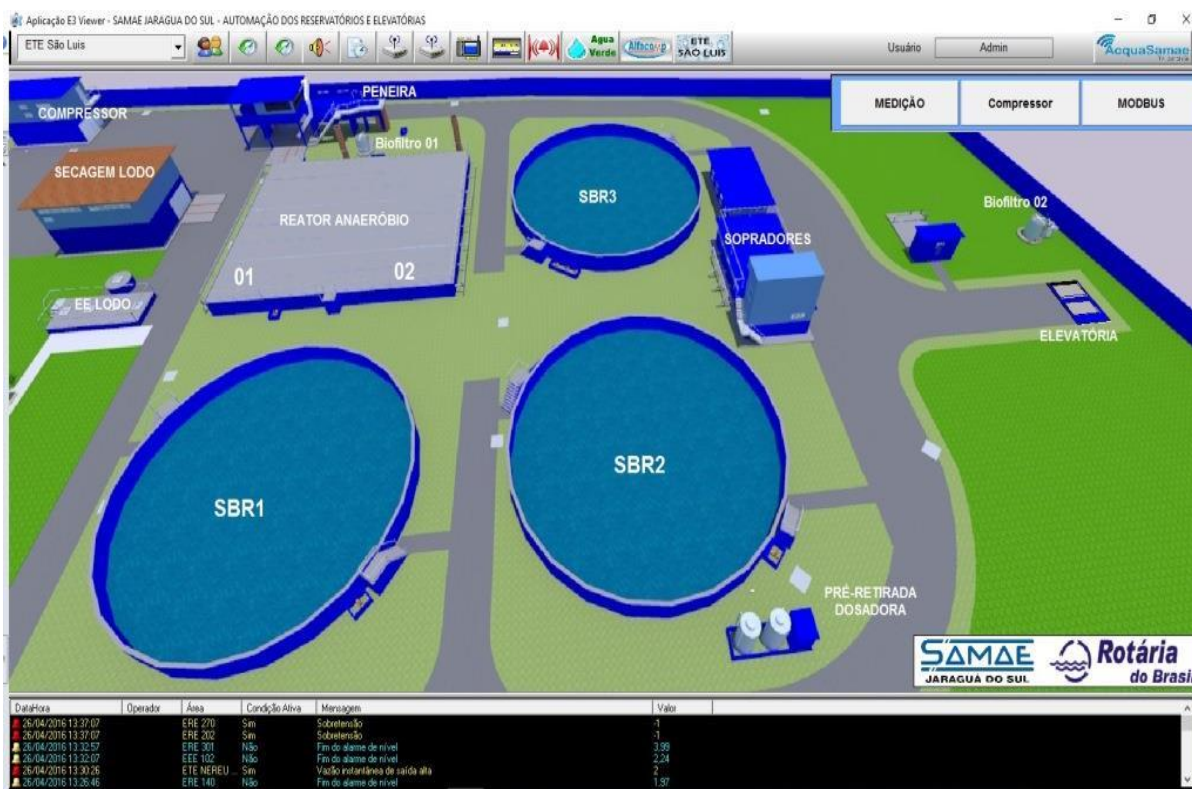 Aplicação E3 Viewer - SAMAE JARAGUA DO SUL - AUTOMAÇÃO DOS RESERVATÓRIOS E ELEVATÓRIAS
ETE São Luis
Agua Verde
Alfacomp
ETE SÃO LUIS
Usuário Admin
AcquaSamae
MEDIÇÃO Compressor MODBUS
COMPRESSOR
PENEIRA
Biofiltro 01
SECAGEM LODO
REATOR ANAERÓBIO
SBR3
SOPRADORES
Biofiltro 02
01 02
EE LODO
ELEVATÓRIA
SBR1
SBR2
PRÉ-RETIRADA
DOSADORA
SAMAE
JARAGUÁ DO SUL
Rotária
do Brasil
DataHora Operador Área Condição Ativa Mensagem Valor
26/04/2016 13:37:07 ERE 270 Sim Sobretensão -1
26/04/2016 13:37:07 ERE 202 Sim Sobretensão -1
26/04/2016 13:32:57 ERE 301 Não Fim do alarme de nível 3,99
26/04/2016 13:32:07 EEE 102 Não Fim do alarme de nível 2,24
26/04/2016 13:30:26 ETE NEREU ... Sim Vazão instantânea de saída alta 2
26/04/2016 13:26:46 ERE 140 Não Fim do alarme de nível 1,97